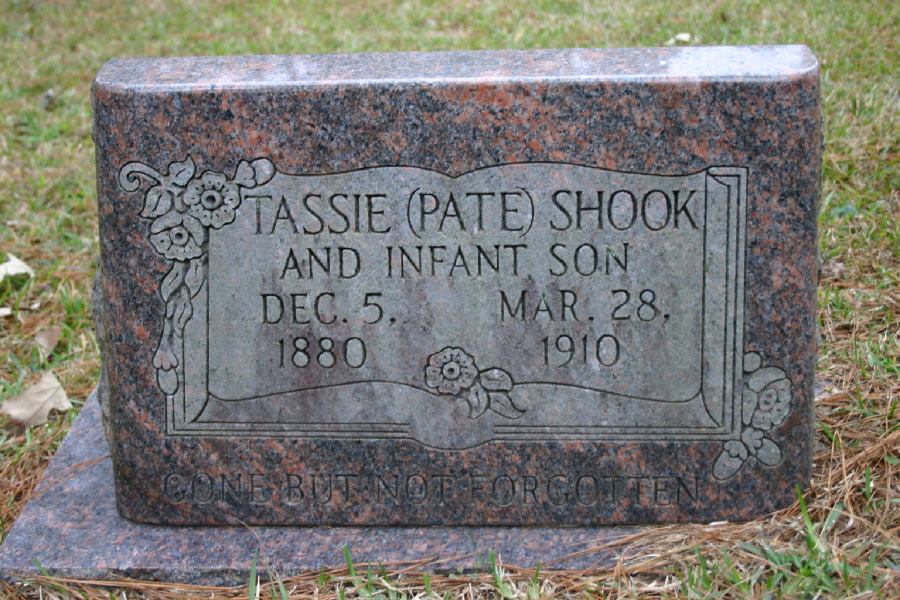 TASSIE (PATE) SHOOK
AND INFANT SON
DEC. 5, MAR. 28,
1880 1910
GONE BUT NOT FORGOTTEN